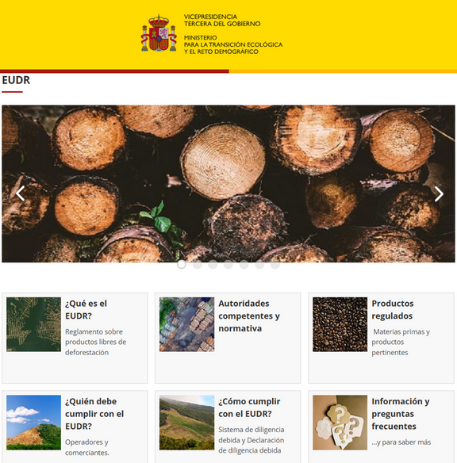 VICEPRESIDENCIA
TERCERA DEL GOBIERNO
MINISTERIO
PARA LA TRANSICIÓN ECOLÓGICA
Y EL RETO DEMOGRÁFICO
EUDR
¿Qué es el
EUDR?
Reglamento sobre
productos libres de
deforestación
Autoridades
competentes y
normativa
Productos
regulados
Materias primas y
productos
pertinentes
¿Quién debe
cumplir con el
EUDR?
Operadores y
comerciantes.
¿Cómo cumplir
con el EUDR?
Sistema de diligencia
debida y Declaración
de diligencia debida
Información y
preguntas
frecuentes
...y para saber más